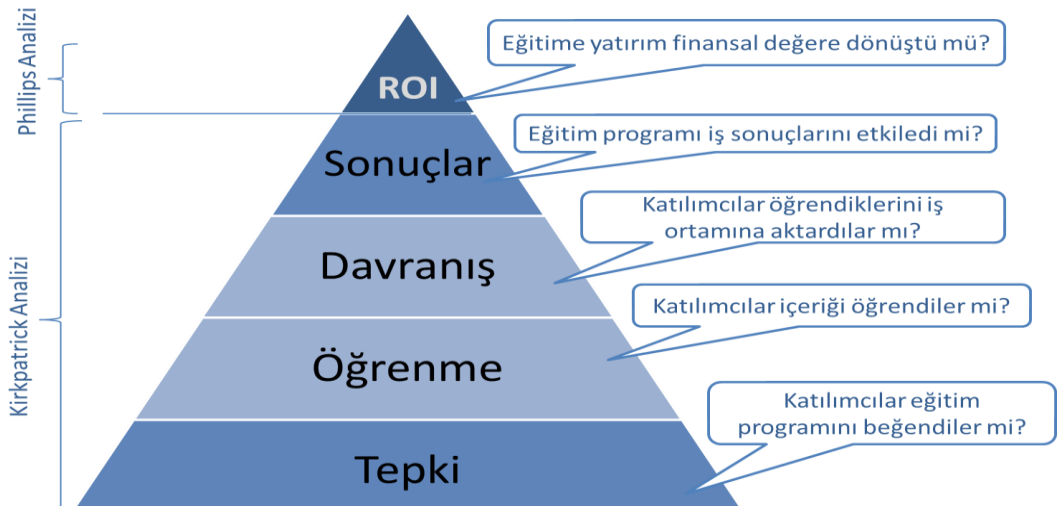 Phillips Analizi
Eğitime yatırım finansal değere dönüştü mü?
ROI
Eğitim programı iş sonuçlarını etkiledi mi?
Sonuçlar
Katılımcılar öğrendiklerini iş
ortamına aktardılar mı?
Davranış
Kirkpatrick Analizi
Katılımcılar içeriği öğrendiler mi?
Öğrenme
Katılımcılar eğitim
programını beğendiler mi?
Tepki